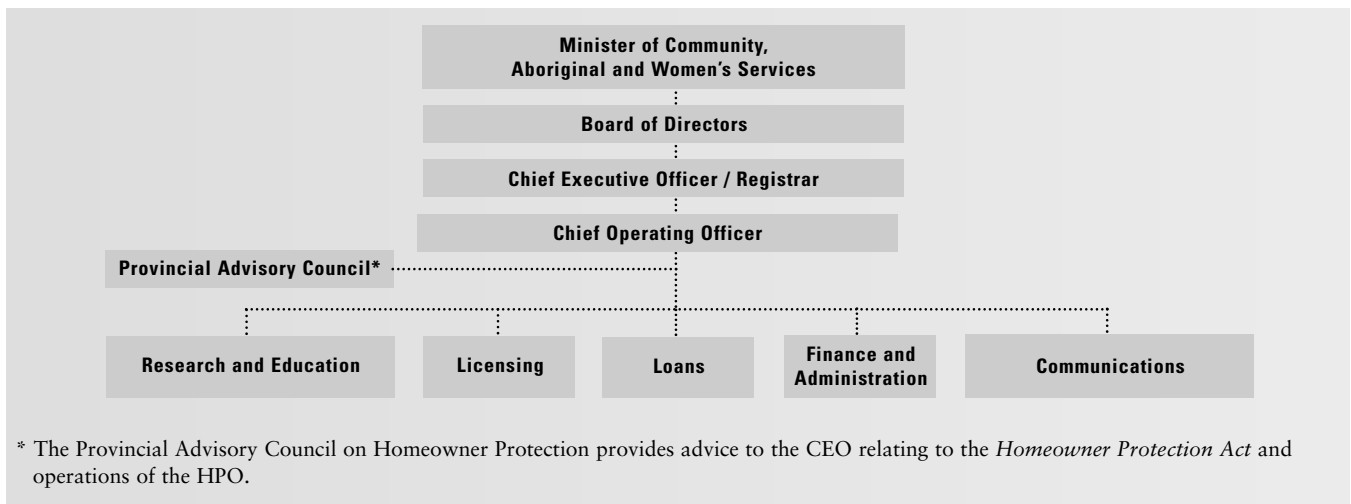 Minister of Community,
Aboriginal and Women's Services
Board of Directors
Chief Executive Officer / Registrar
Chief Operating Officer
Provincial Advisory Council*
Research and Education
Licensing
Loans
Finance and
Administration
Communications
* The Provincial Advisory Council on Homeowner Protection provides advice to the CEO relating to the Homeowner Protection Act and
operations of the HPO.